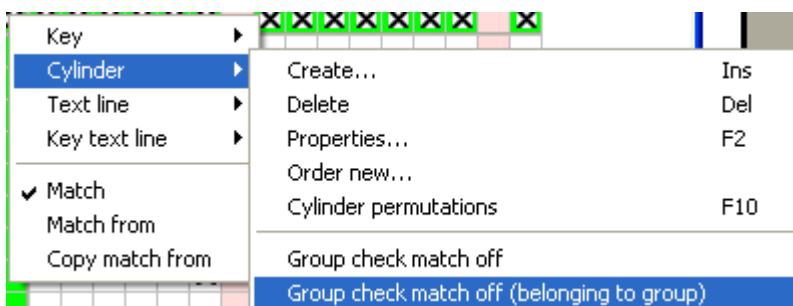 Key
Cylinder
Text line
Key text line
Match
Match from
Copy match from
Create... Ins
Delete Del
Properties... F2
Order new...
Cylinder permutations F10
Group check match off
Group check match off (belonging to group)